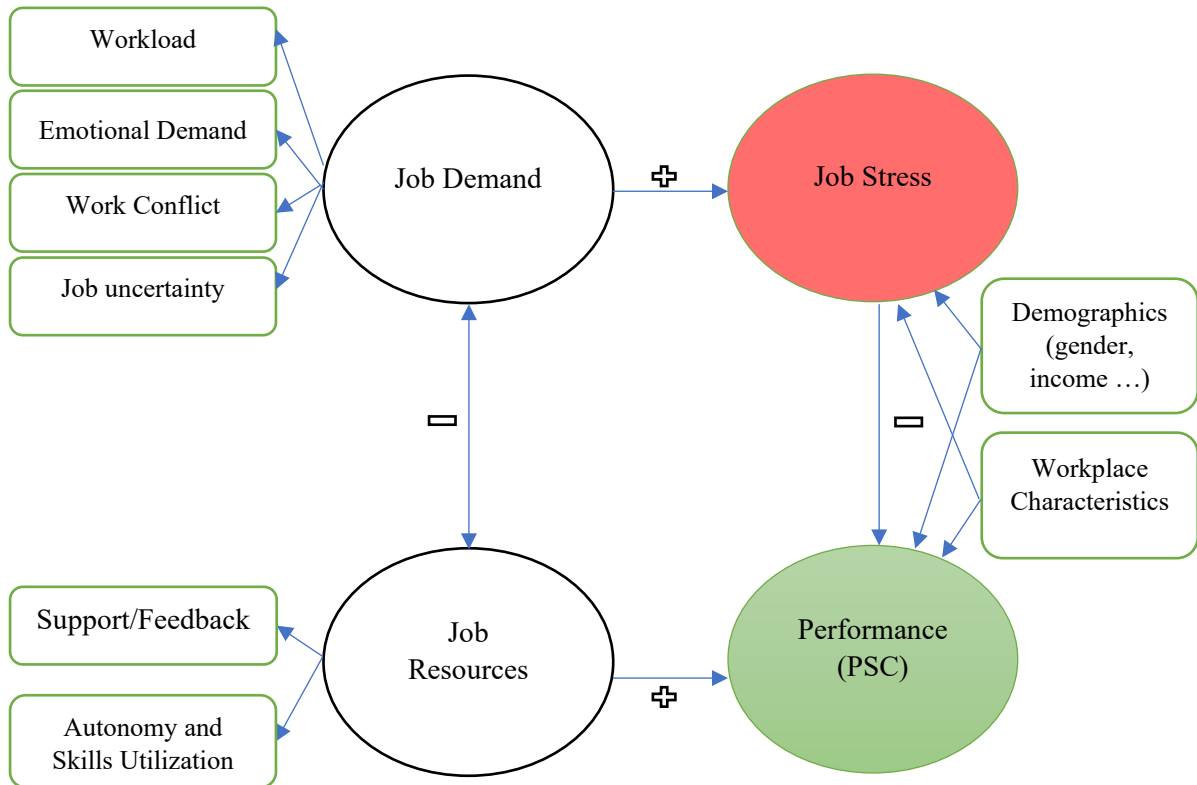 Workload
Emotional Demand
Work Conflict
Job uncertainty
Job Demand
Job Stress
Demographics
(gender,
income …)
Workplace
Characteristics
Support/Feedback
Autonomy and
Skills Utilization
Job
Resources
Performance
(PSC)